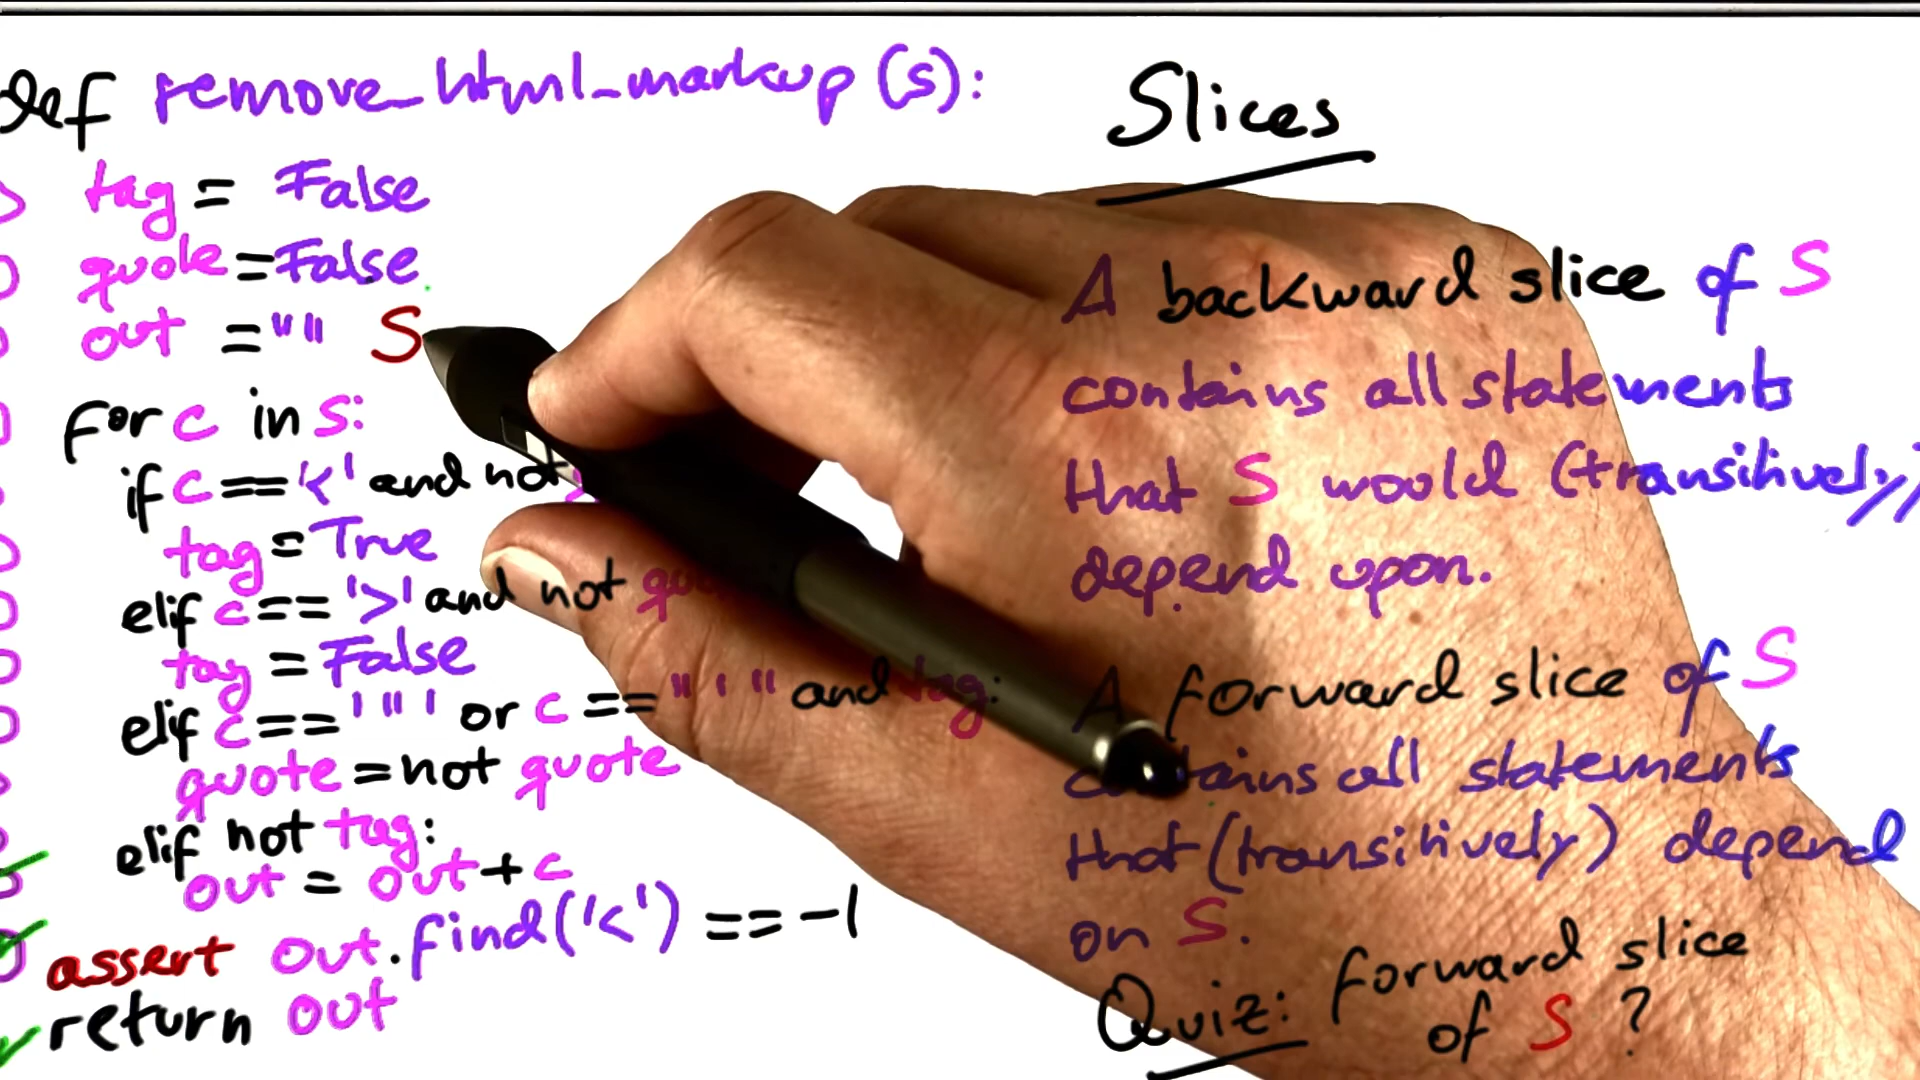 def remove_html_markup (s):
tag = False
quote = False
out = "" S
for c in s:
if c == '<' and not
tag = True
elif c == '>' and not quo
tag = False
elif c == '"' or c == "'" and tag:
quote = not quote
elif not tag:
out = out + c
assert out.find('<') == -1
return out
Slices
A backward slice of S
contains all statements
that S would (transitively)
depend upon.
A forward slice of S
contains all statements
that (transitively) depend
on S.
Quiz: forward slice
of S ?